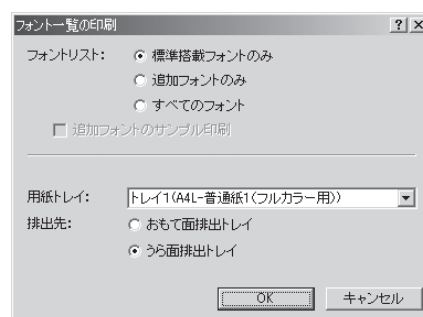 フォント一覧の印刷
フォントリスト: 標準搭載フォントのみ
追加フォントのみ
すべてのフォント
追加フォントのサンプル印刷
用紙トレイ: トレイ1(A4L-普通紙1(フルカラー用))
排出先: おもて面排出トレイ
うら面排出トレイ
OK キャンセル